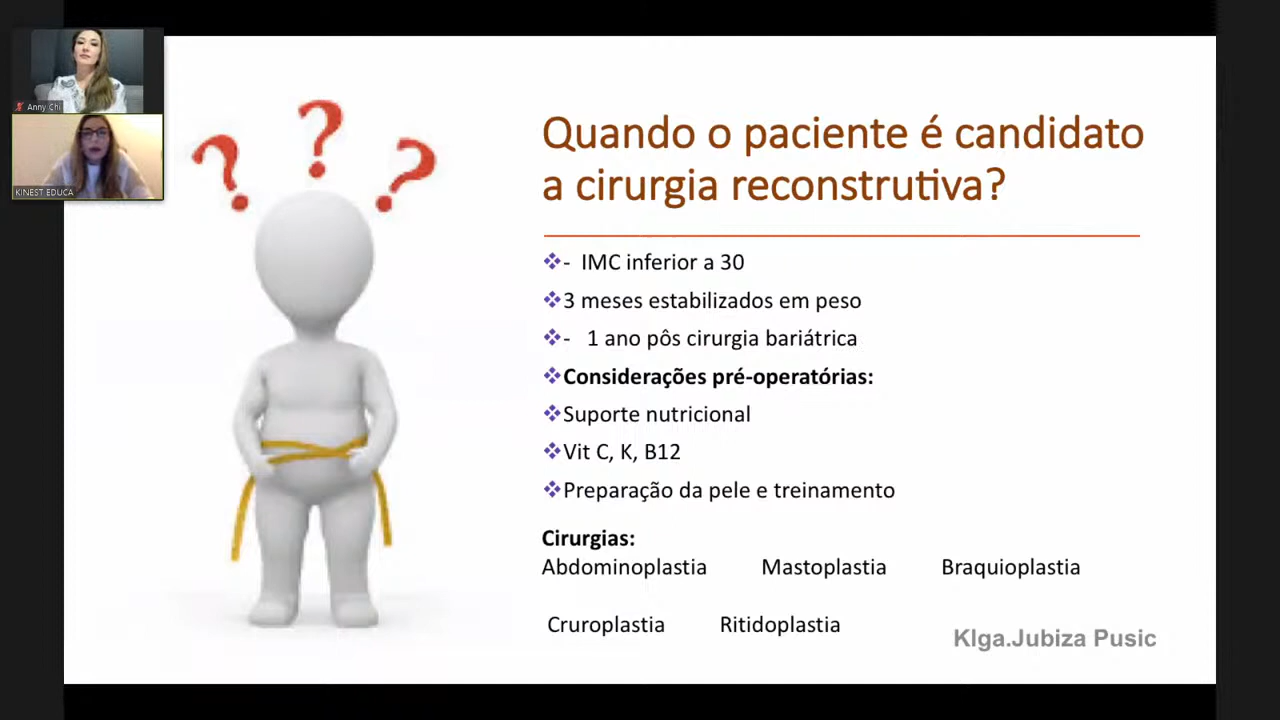 Anny Chi
KINEST EDUCA
? ? ?
Quando o paciente é candidato
a cirurgia reconstrutiva?
- IMC inferior a 30
3 meses estabilizados em peso
- 1 ano pôs cirurgia bariátrica
Considerações pré-operatórias:
Suporte nutricional
Vit C, K, B12
Preparação da pele e treinamento
Cirurgias:
Abdominoplastia Mastoplastia Braquioplastia
Cruroplastia Ritidoplastia
Klga.Jubiza Pusic